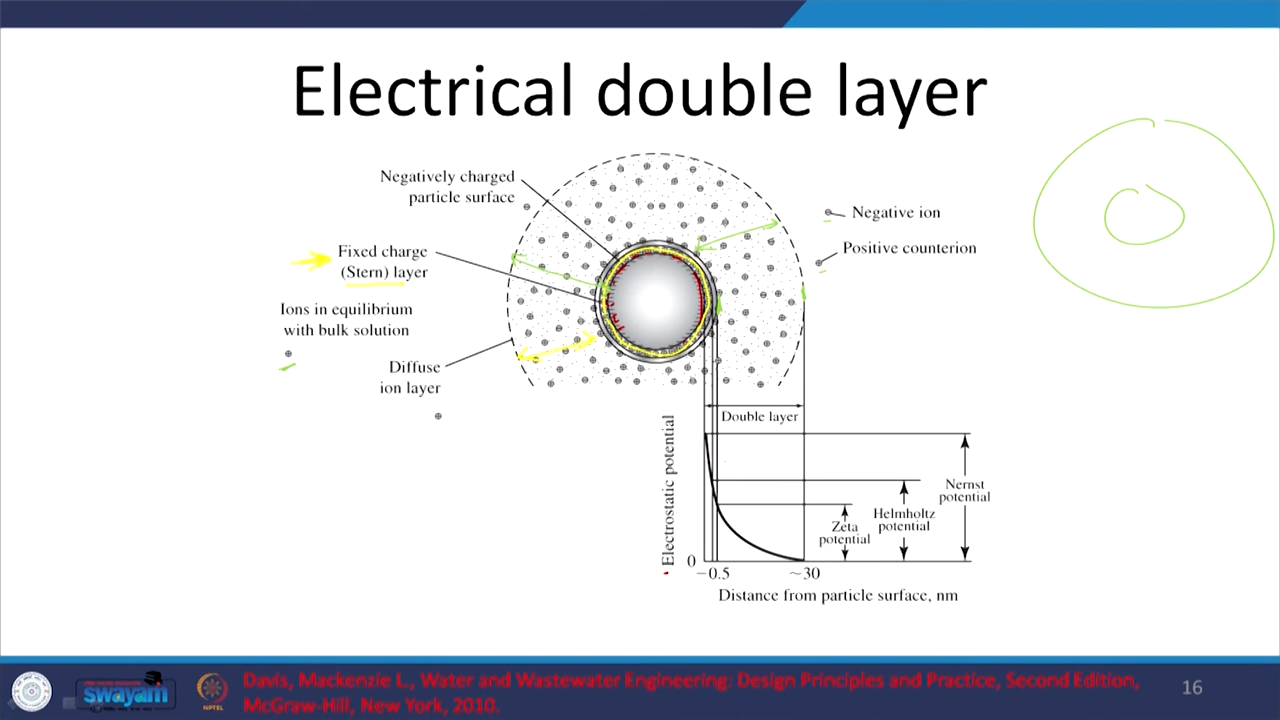 Electrical double layer
Negatively charged
particle surface
Fixed charge
(Stern) layer
Ions in equilibrium
with bulk solution
Diffuse
ion layer
Negative ion
Positive counterion
Double layer
Electrostatic potential
Nernst
potential
Helmholtz
potential
Zeta
potential
0
~0.5
~30
Distance from particle surface, nm
swayam
NPTEL
Davis, Mackenzie L., Water and Wastewater Engineering: Design Principles and Practice, Second Edition,
McGraw-Hill, New York, 2010.
16